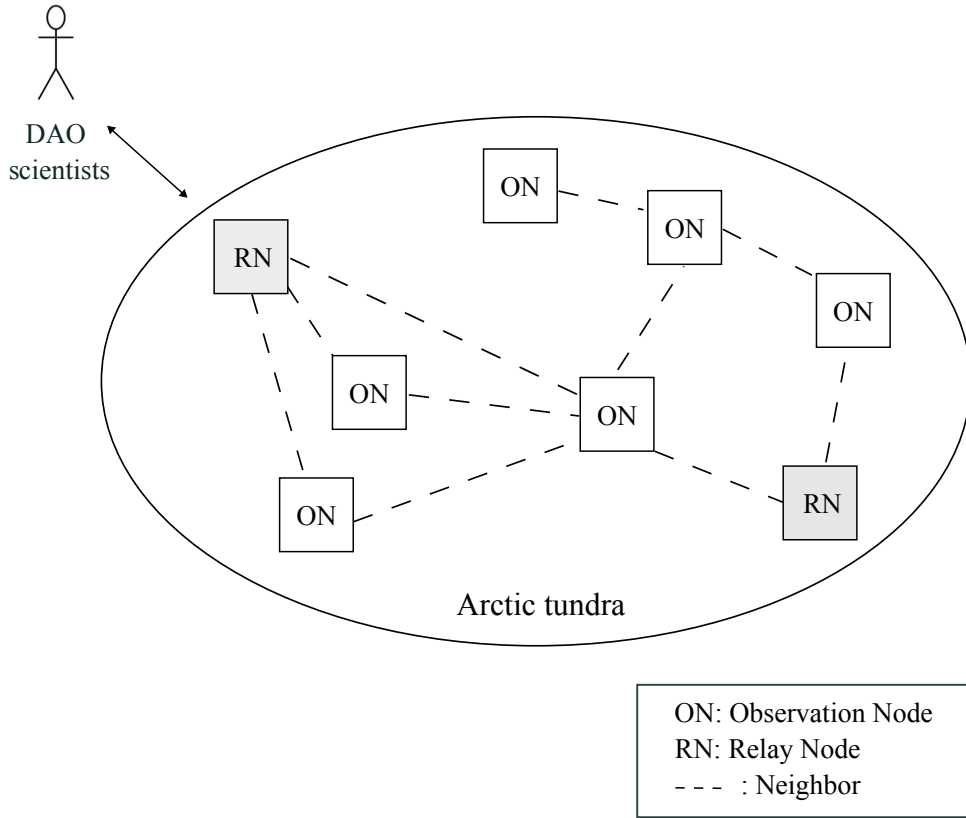 DAO
scientists
ON
ON
RN
ON
ON
ON
ON
RN
Arctic tundra
ON: Observation Node
RN: Relay Node
--- : Neighbor